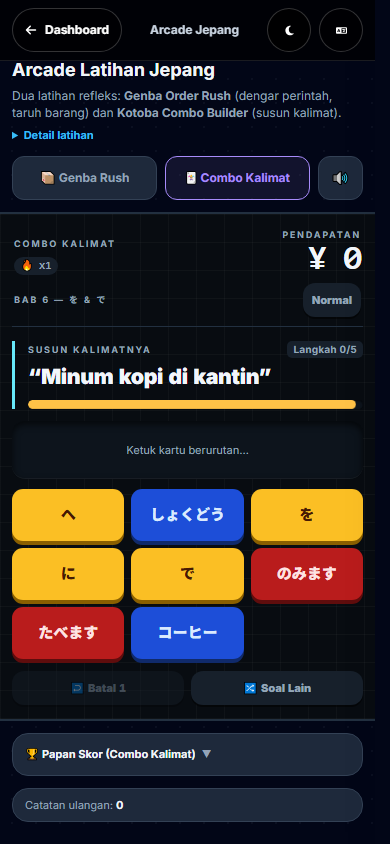 Dashboard
Arcade Jepang
Arcade Latihan Jepang
Dua latihan refleks: Genba Order Rush (dengar perintah,
taruh barang) dan Kotoba Combo Builder (susun kalimat).
Detail latihan
Genba Rush
Combo Kalimat
COMBO KALIMAT
x1
PENDAPATAN
¥ 0
BAB 6 — を & で
Normal
SUSUN KALIMATNYA
Langkah 0/5
“Minum kopi di kantin”
Ketuk kartu berurutan...
へ
しょくどう
を
に
で
のみます
たべます
コーヒー
Batal 1
Soal Lain
Papan Skor (Combo Kalimat) ▼
Catatan ulangan: 0